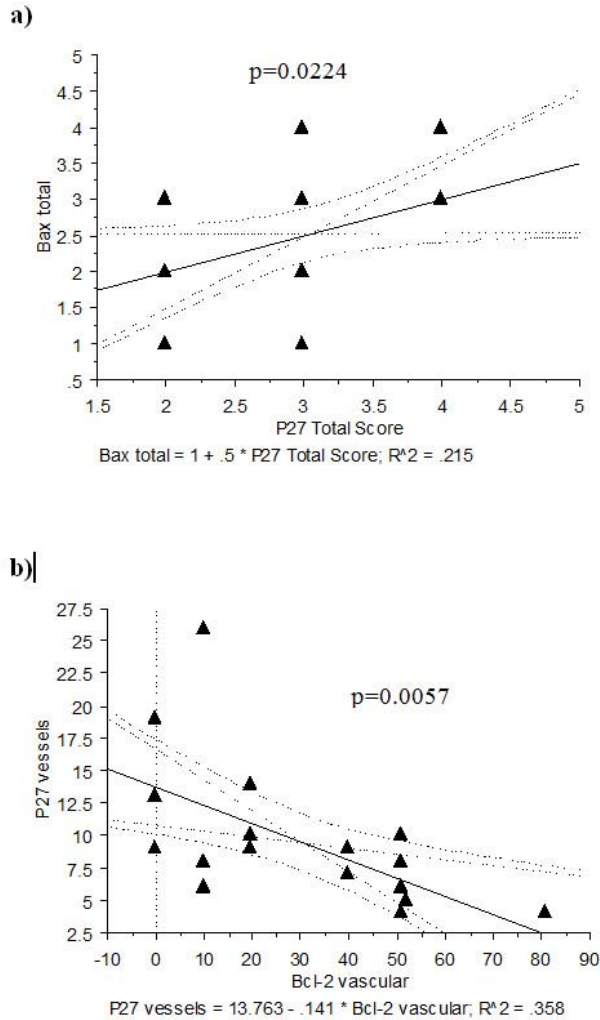 a)
p=0.0224
Bax total
5
4.5
4
3.5
3
2.5
2
1.5
1
.5
1.5 2 2.5 3 3.5 4 4.5 5
P27 Total Score
Bax total = 1 + .5 * P27 Total Score; R^2 = .215
b)
p=0.0057
P27 vessels
27.5
25
22.5
20
17.5
15
12.5
10
7.5
5
2.5
-10 0 10 20 30 40 50 60 70 80 90
Bcl-2 vascular
P27 vessels = 13.763 - .141 * Bcl-2 vascular; R^2 = .358